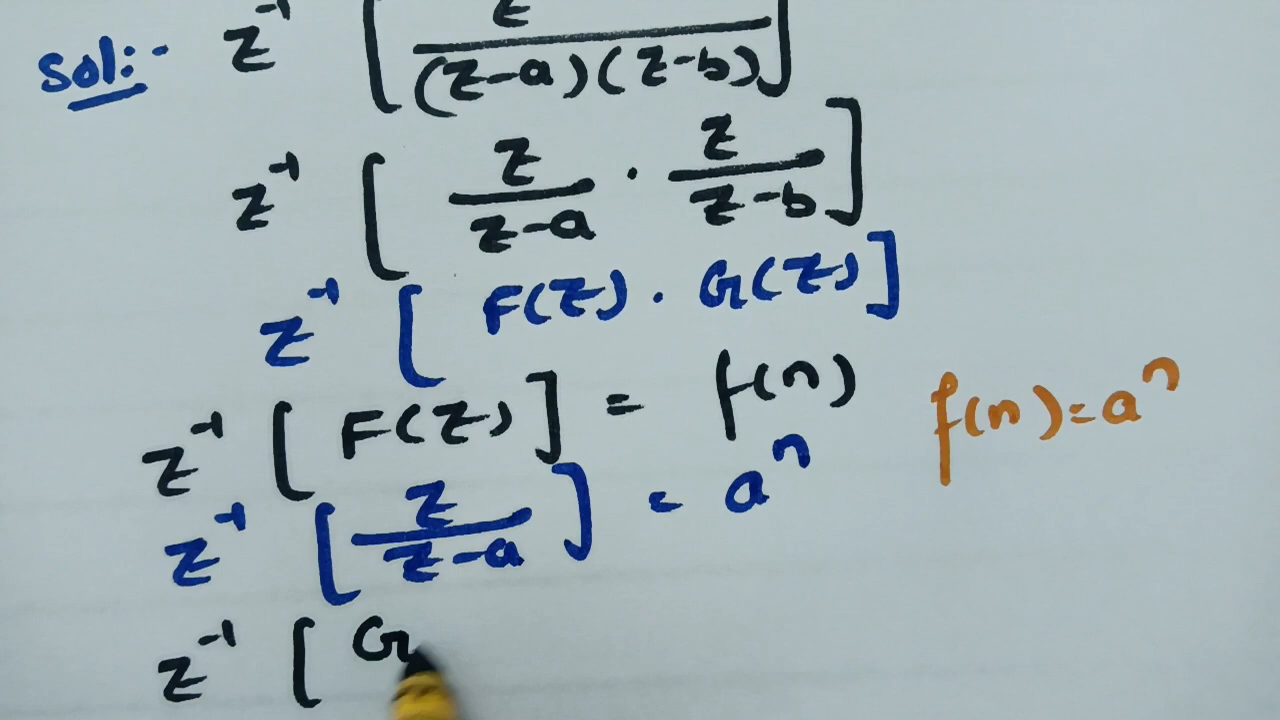 Sol:- Z⁻¹ [ z / (z-a)(z-b) ]
Z⁻¹ [ z/z-a · z/z-b ]
Z⁻¹ [ F(z) · G(z) ]
Z⁻¹ [ F(z) ] = f(n) f(n) = aⁿ
Z⁻¹ [ z/z-a ] = aⁿ
Z⁻¹ [ G